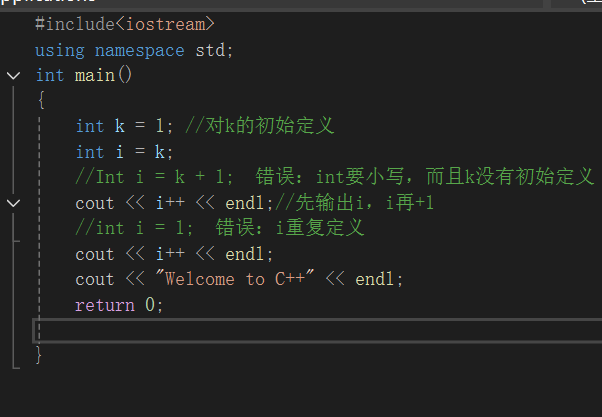 #include<iostream>
using namespace std;
int main()
{
int k = 1; //对k的初始定义
int i = k;
//Int i = k + 1;  错误：int要小写，而且k没有初始定义
cout << i++ << endl;//先输出i，i再+1
//int i = 1;  错误：i重复定义
cout << i++ << endl;
cout << "Welcome to C++" << endl;
return 0;
}